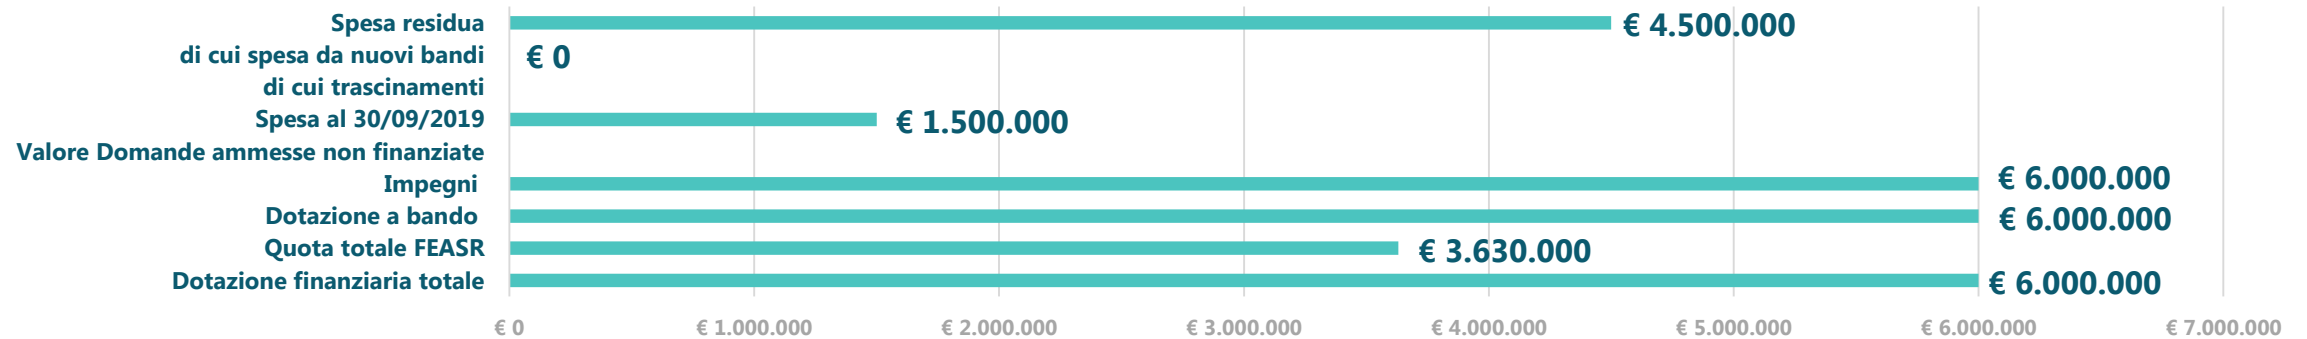 Spesa residua € 4.500.000
di cui spesa da nuovi bandi € 0
di cui trascinamenti
Spesa al 30/09/2019 € 1.500.000
Valore Domande ammesse non finanziate
Impegni € 6.000.000
Dotazione a bando € 6.000.000
Quota totale FEASR € 3.630.000
Dotazione finanziaria totale € 6.000.000
€ 0 € 1.000.000 € 2.000.000 € 3.000.000 € 4.000.000 € 5.000.000 € 6.000.000 € 7.000.000